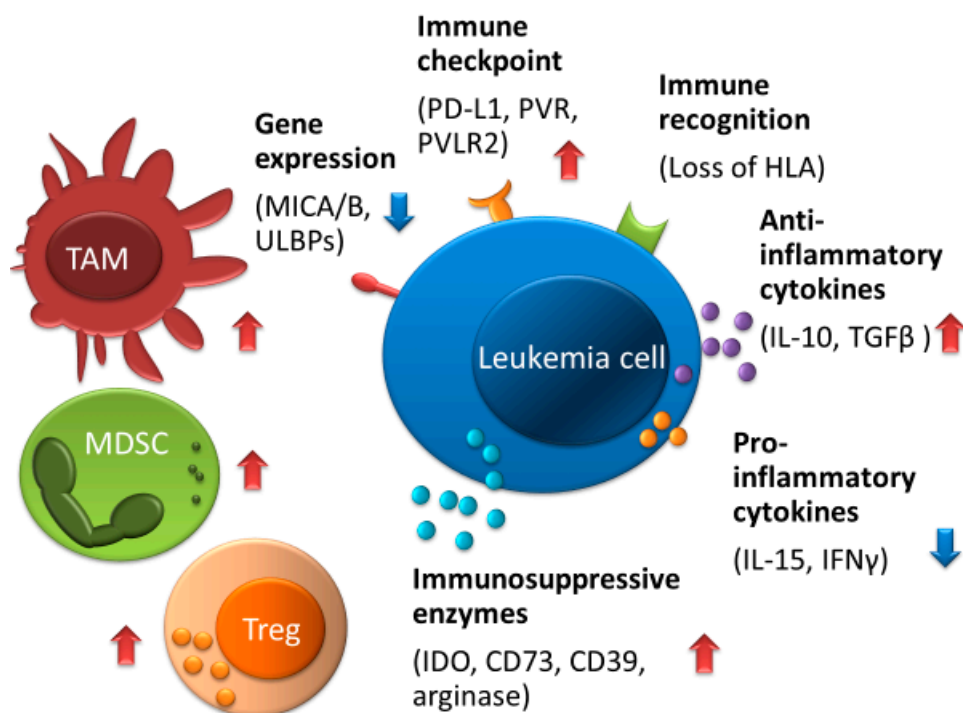 Immune
checkpoint
(PD-L1, PVR,
PVLR2)
Immune
recognition
(Loss of HLA)
Gene
expression
(MICA/B,
ULBPs)
TAM
Anti-
inflammatory
cytokines
(IL-10, TGFβ )
Leukemia cell
MDSC
Pro-
inflammatory
cytokines
(IL-15, IFNγ)
Immunosuppressive
enzymes
(IDO, CD73, CD39,
arginase)
Treg